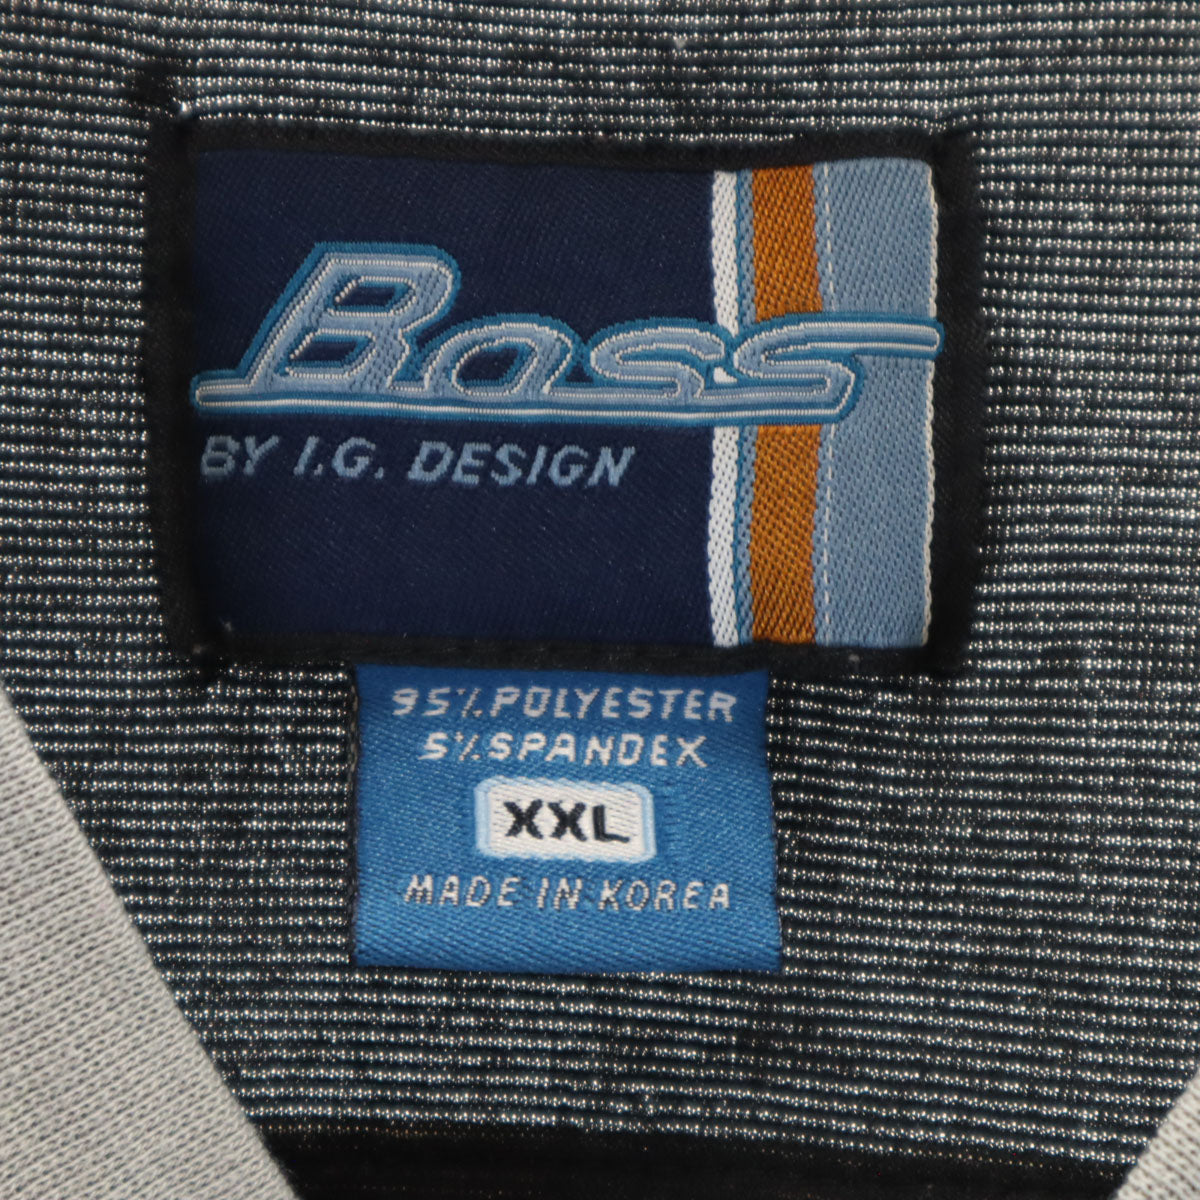 Boss
BY I.G. DESIGN
95% POLYESTER
5% SPANDEX
XXL
MADE IN KOREA